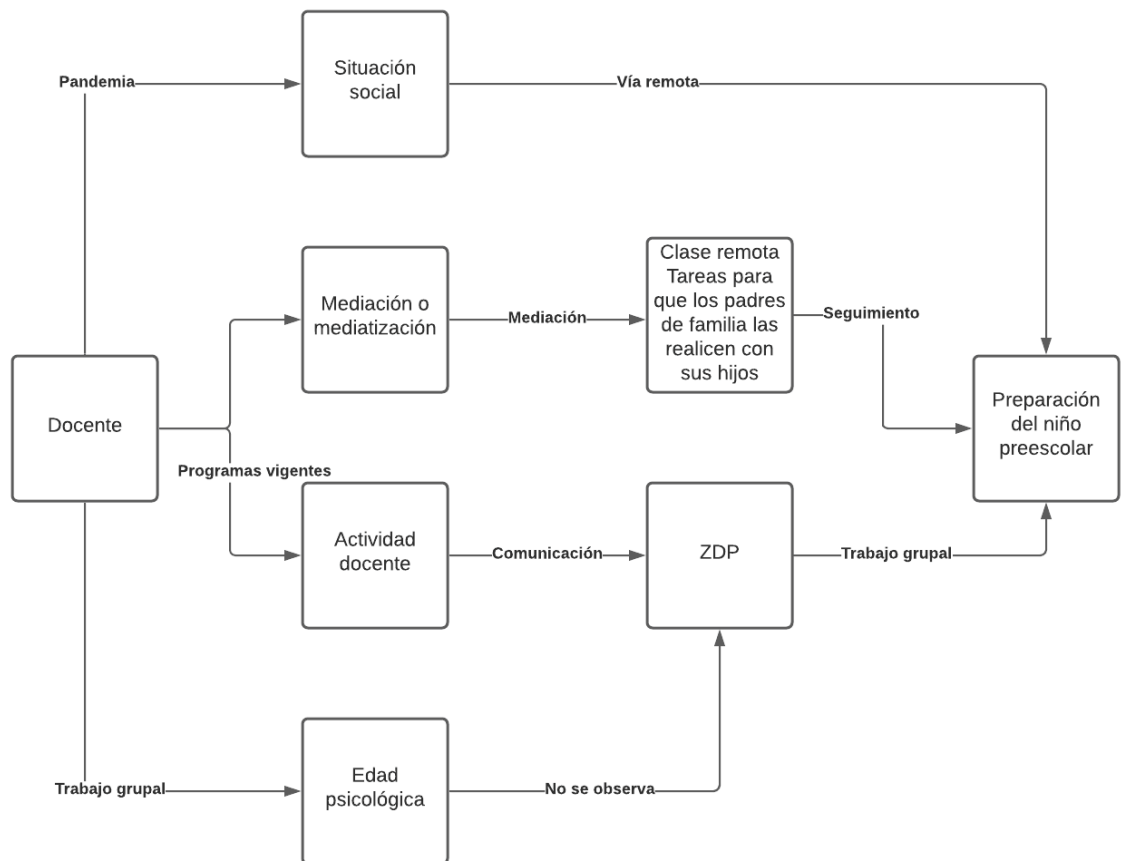 Situación
social
Pandemia
Vía remota
Mediación o
mediatización
Mediación
Clase remota
Tareas para
que los padres
de familia las
realicen con
sus hijos
Seguimiento
Docente
Preparación
del niño
preescolar
Programas vigentes
Actividad
docente
Comunicación
ZDP
Trabajo grupal
Trabajo grupal
Edad
psicológica
No se observa